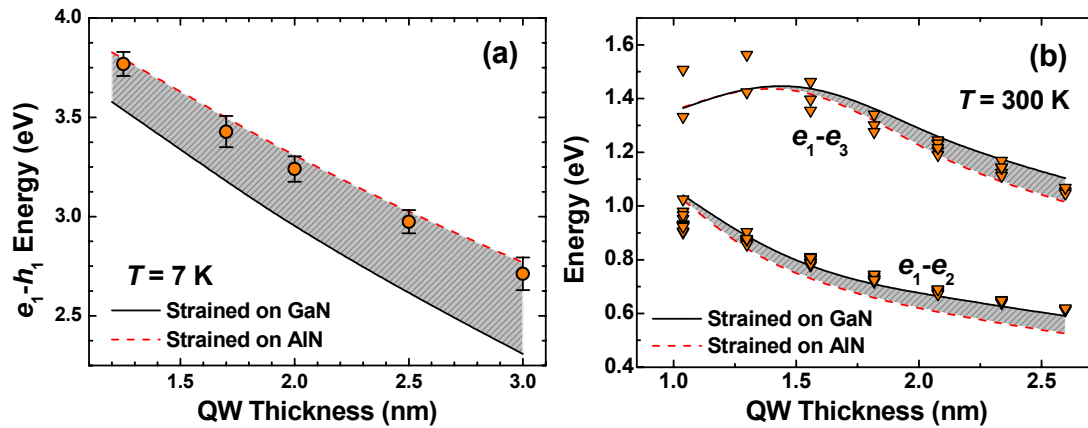 4.0
3.5
3.0
2.5
e1-h1 Energy (eV)
(a)
T = 7 K
Strained on GaN
Strained on AlN
1.5 2.0 2.5 3.0
QW Thickness (nm)
1.6
1.4
1.2
1.0
0.8
0.6
0.4
Energy (eV)
(b)
T = 300 K
e1-e3
e1-e2
Strained on GaN
Strained on AlN
1.0 1.5 2.0 2.5
QW Thickness (nm)